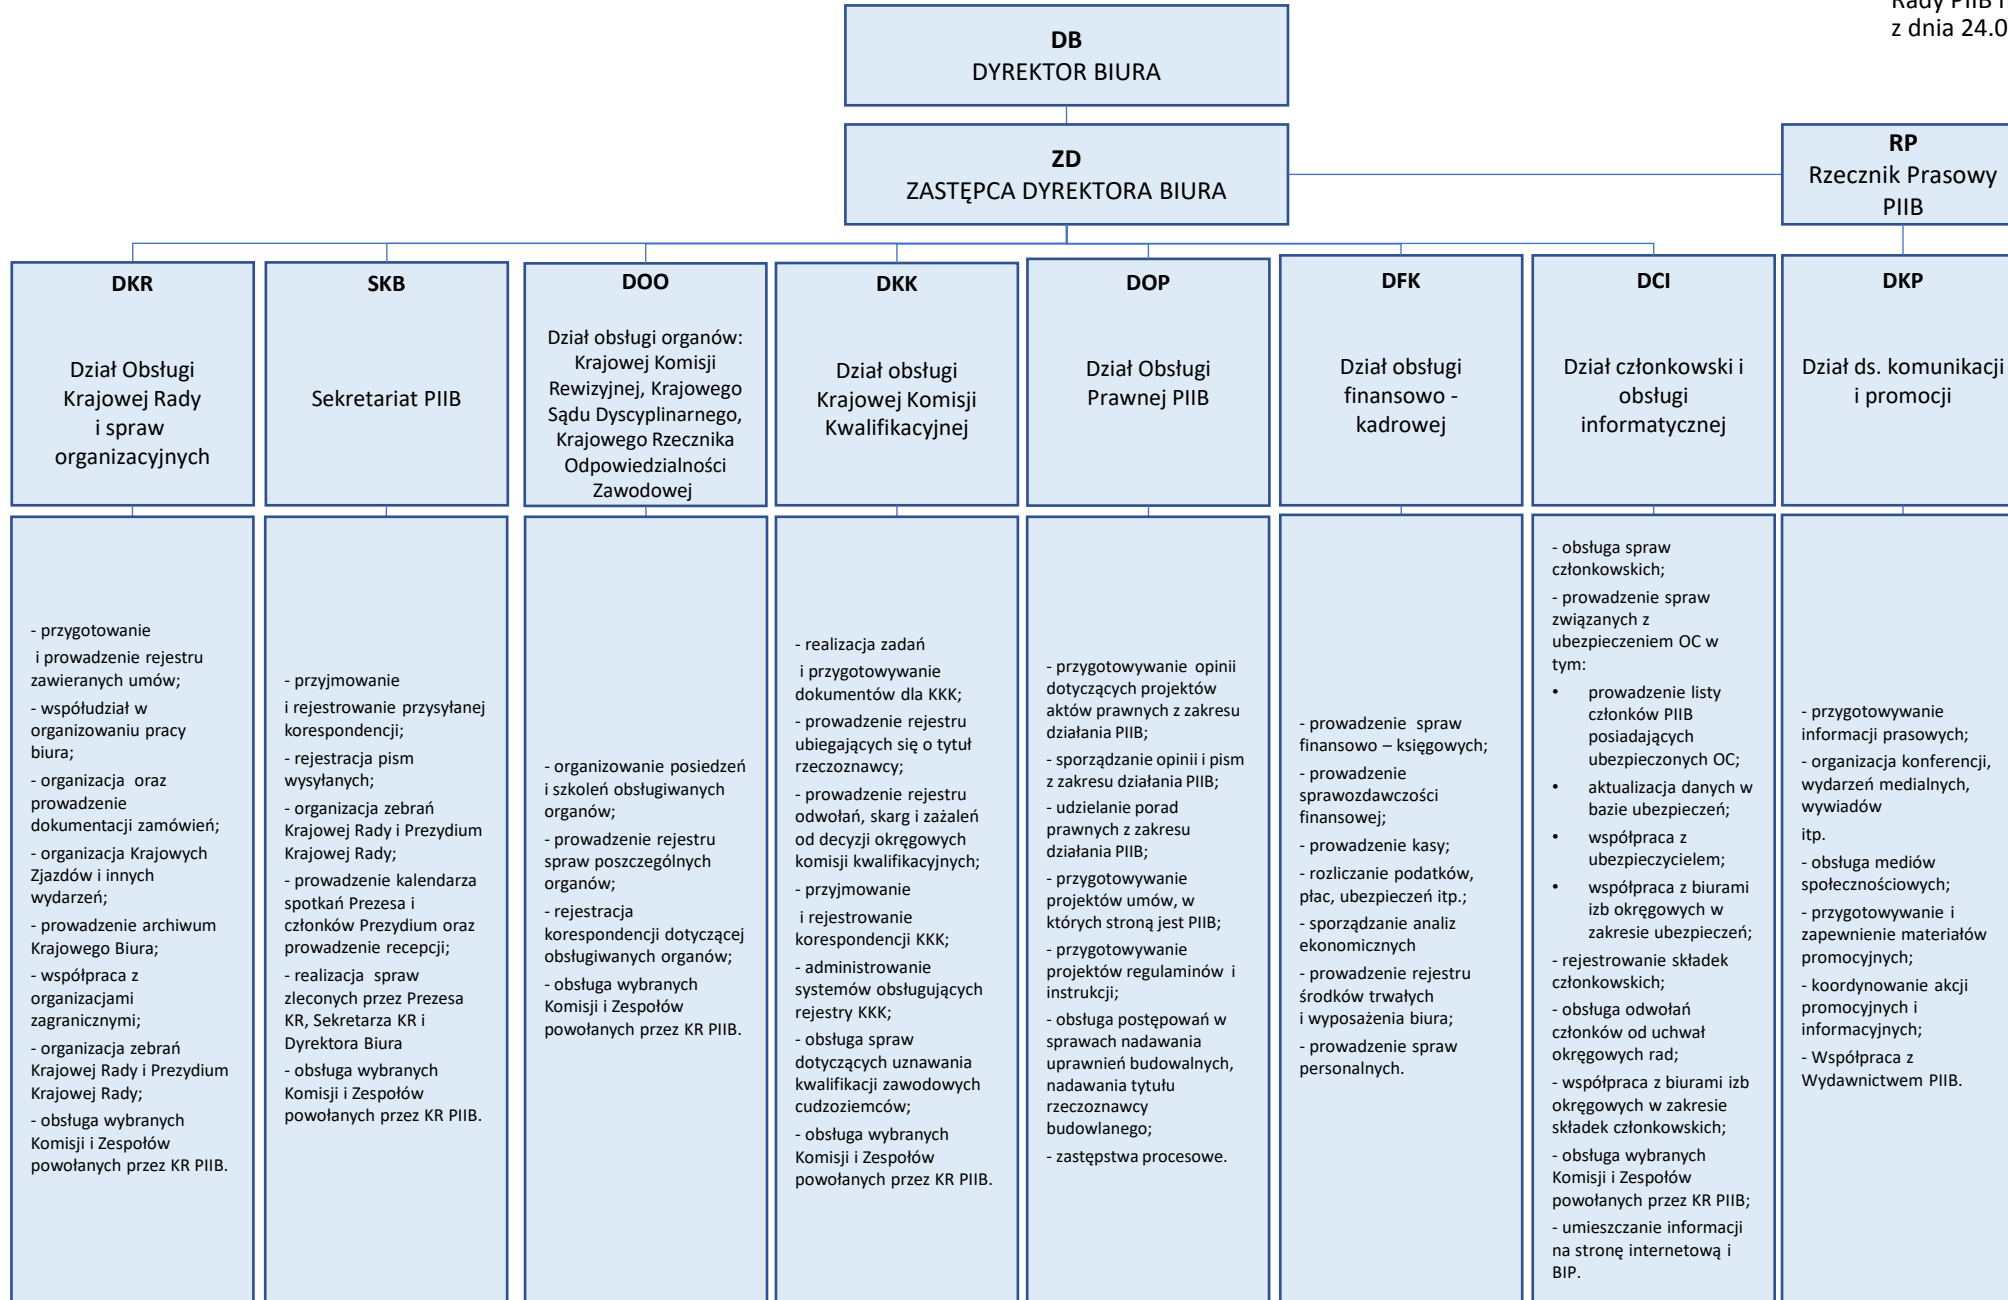 Rady PIIB
z dnia 24.0
DB
DYREKTOR BIURA
ZD
ZASTĘPCA DYREKTORA BIURA
RP
Rzecznik Prasowy
PIIB
DKR
Dział Obsługi
Krajowej Rady
i spraw
organizacyjnych
SKB
Sekretariat PIIB
DOO
Dział obsługi organów:
Krajowej Komisji
Rewizyjnej, Krajowego
Sądu Dyscyplinarnego,
Krajowego Rzecznika
Odpowiedzialności
Zawodowej
DKK
Dział obsługi
Krajowej Komisji
Kwalifikacyjnej
DOP
Dział Obsługi
Prawnej PIIB
DFK
Dział obsługi
finansowo -
kadrowej
DCI
Dział członkowski i
obsługi
informatycznej
DKP
Dział ds. komunikacji
i promocji
- przygotowanie
i prowadzenie rejestru
zawieranych umów;
- współudział w
organizowaniu pracy
biura;
- organizacja oraz
prowadzenie
dokumentacji zamówień;
- organizacja Krajowych
Zjazdów i innych
wydarzeń;
- prowadzenie archiwum
Krajowego Biura;
- współpraca z
organizacjami
zagranicznymi;
- organizacja zebrań
Krajowej Rady i Prezydium
Krajowej Rady;
- obsługa wybranych
Komisji i Zespołów
powołanych przez KR PIIB.
- przyjmowanie
i rejestrowanie przysyłanej
korespondencji;
- rejestracja pism
wysyłanych;
- organizacja zebrań
Krajowej Rady i Prezydium
Krajowej Rady;
- prowadzenie kalendarza
spotkań Prezesa i
członków Prezydium oraz
prowadzenie recepcji;
- realizacja spraw
zleconych przez Prezesa
KR, Sekretarza KR i
Dyrektora Biura
- obsługa wybranych
Komisji i Zespołów
powołanych przez KR PIIB.
- organizowanie posiedzeń
i szkoleń obsługiwanych
organów;
- prowadzenie rejestru
spraw poszczególnych
organów;
- rejestracja
korespondencji dotyczącej
obsługiwanych organów;
- obsługa wybranych
Komisji i Zespołów
powołanych przez KR PIIB.
- realizacja zadań
i przygotowywanie
dokumentów dla KKK;
- prowadzenie rejestru
ubiegających się o tytuł
rzeczoznawcy;
- prowadzenie rejestru
odwołań, skarg i zażaleń
od decyzji okręgowych
komisji kwalifikacyjnych;
- przyjmowanie
i rejestrowanie
korespondencji KKK;
- administrowanie
systemów obsługujących
rejestry KKK;
- obsługa spraw
dotyczących uznawania
kwalifikacji zawodowych
cudzoziemców;
- obsługa wybranych
Komisji i Zespołów
powołanych przez KR PIIB.
- przygotowywanie opinii
dotyczących projektów
aktów prawnych z zakresu
działania PIIB;
- sporządzanie opinii i pism
z zakresu działania PIIB;
- udzielanie porad
prawnych z zakresu
działania PIIB;
- przygotowywanie
projektów umów, w
których stroną jest PIIB;
- przygotowywanie
projektów regulaminów i
instrukcji;
- obsługa postępowań w
sprawach nadawania
uprawnień budowalnych,
nadawania tytułu
rzeczoznawcy
budowlanego;
- zastępstwa procesowe.
- prowadzenie spraw
finansowo – księgowych;
- prowadzenie
sprawozdawczości
finansowej;
- prowadzenie kasy;
- rozliczanie podatków,
płac, ubezpieczeń itp.;
- sporządzanie analiz
ekonomicznych
- prowadzenie rejestru
środków trwałych
i wyposażenia biura;
- prowadzenie spraw
personalnych.
- obsługa spraw
członkowskich;
- prowadzenie spraw
związanych z
ubezpieczeniem OC w
tym:
• prowadzenie listy
członków PIIB
posiadających
ubezpieczonych OC;
• aktualizacja danych w
bazie ubezpieczeń;
• współpraca z
ubezpieczycielem;
• współpraca z biurami
izb okręgowych w
zakresie ubezpieczeń;
- rejestrowanie składek
członkowskich;
- obsługa odwołań
członków od uchwał
okręgowych rad;
- współpraca z biurami izb
okręgowych w zakresie
składek członkowskich;
- obsługa wybranych
Komisji i Zespołów
powołanych przez KR PIIB;
- umieszczanie informacji
na stronę internetową i
BIP.
- przygotowywanie
informacji prasowych;
- organizacja konferencji,
wydarzeń medialnych,
wywiadów
itp.
- obsługa mediów
społecznościowych;
- przygotowywanie i
zapewnienie materiałów
promocyjnych;
- koordynowanie akcji
promocyjnych i
informacyjnych;
- Współpraca z
Wydawnictwem PIIB.